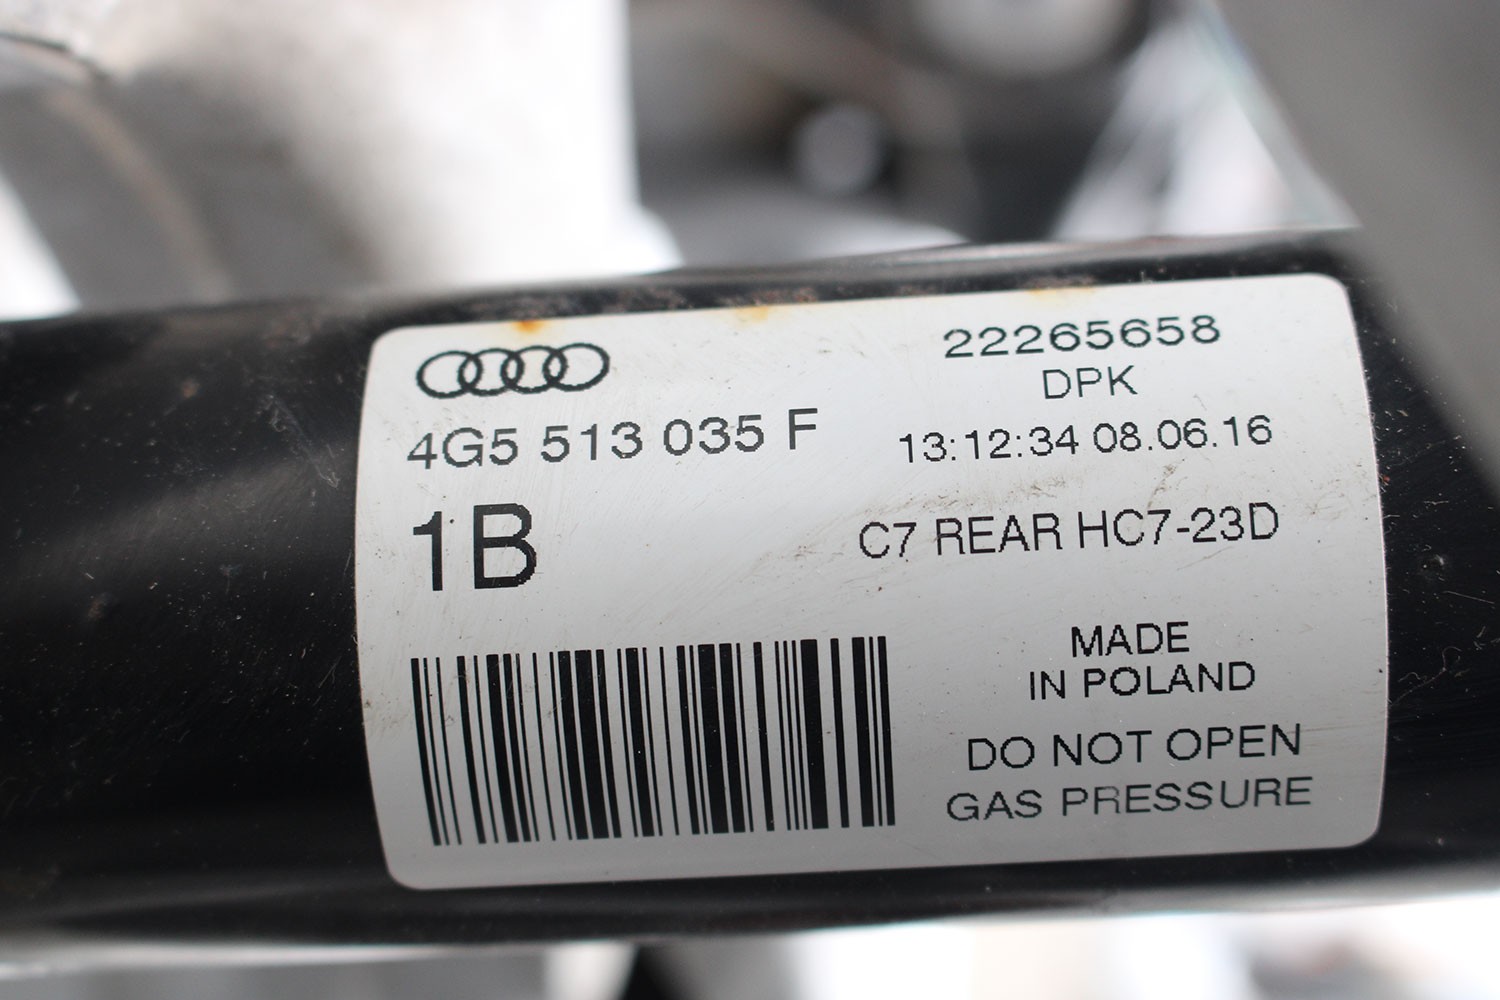 4G5 513 035 F
1B
22265658
DPK
13:12:34 08.06.16
C7 REAR HC7-23D
MADE
IN POLAND
DO NOT OPEN
GAS PRESSURE